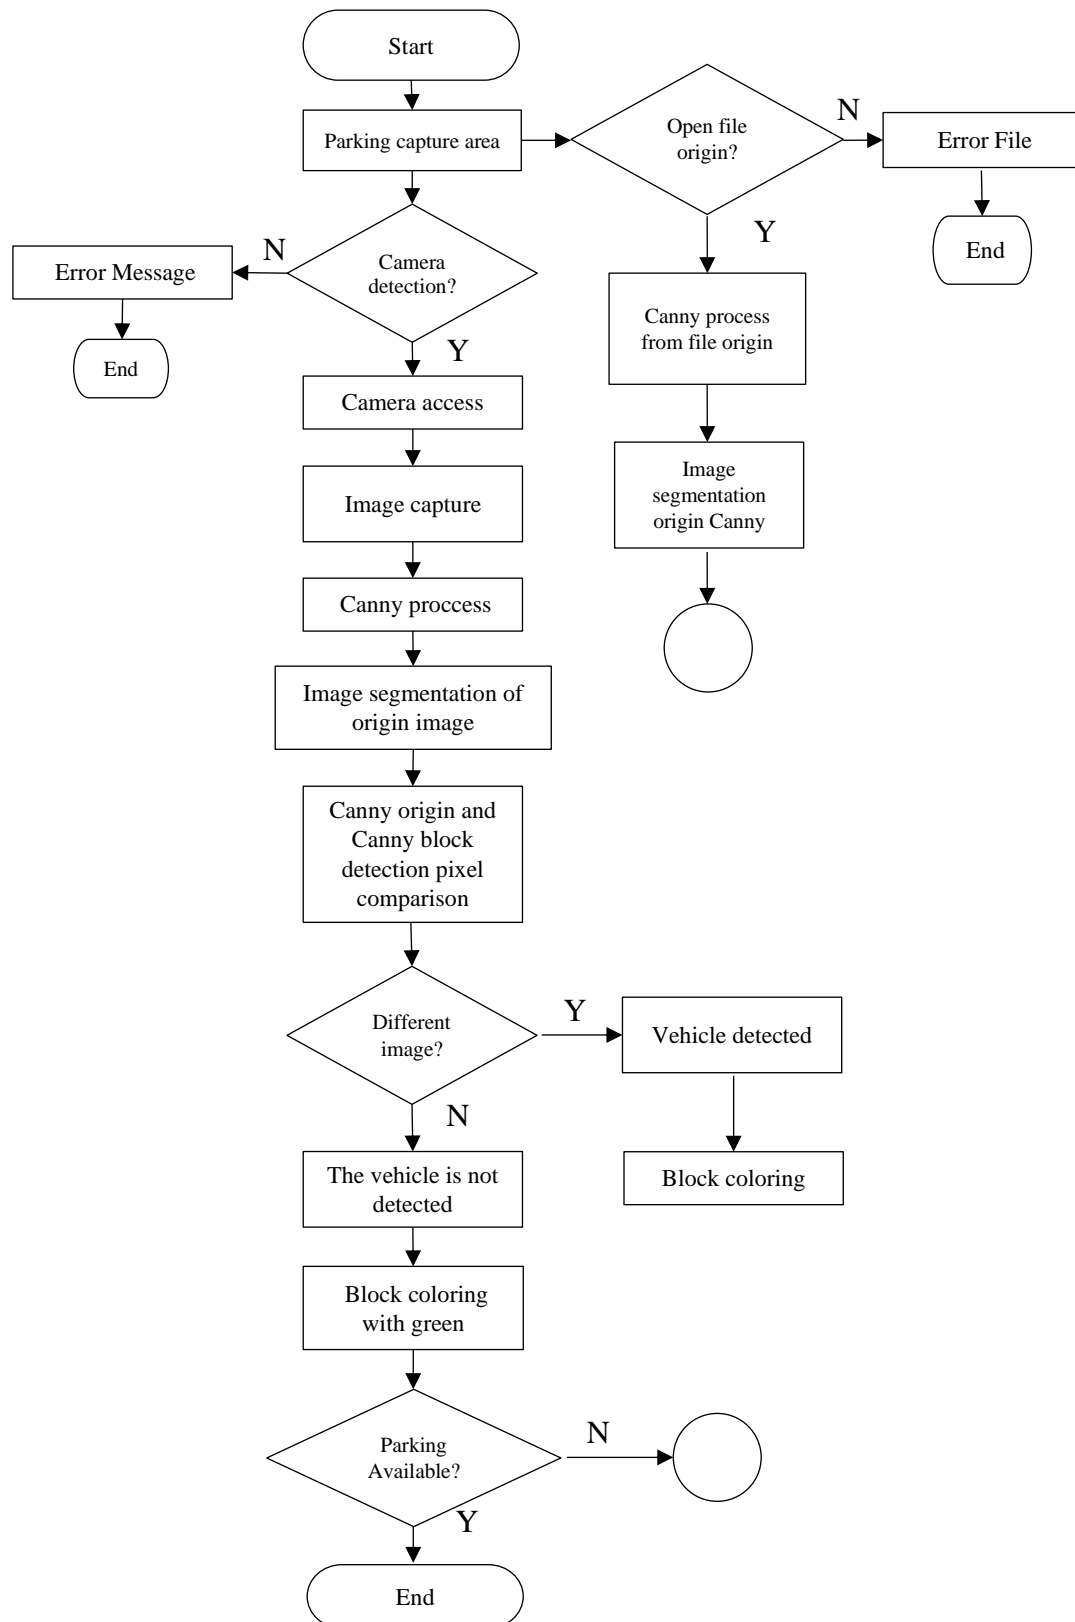 Start
Parking capture area
Open file
origin?
N
Error File
End
Y
Canny process
from file origin
Image
segmentation
origin Canny
Camera
detection?
N
Error Message
End
Y
Camera access
Image capture
Canny proccess
Image segmentation of
origin image
Canny origin and
Canny block
detection pixel
comparison
Different
image?
Y
Vehicle detected
Block coloring
N
The vehicle is not
detected
Block coloring
with green
Parking
Available?
N
Y
End